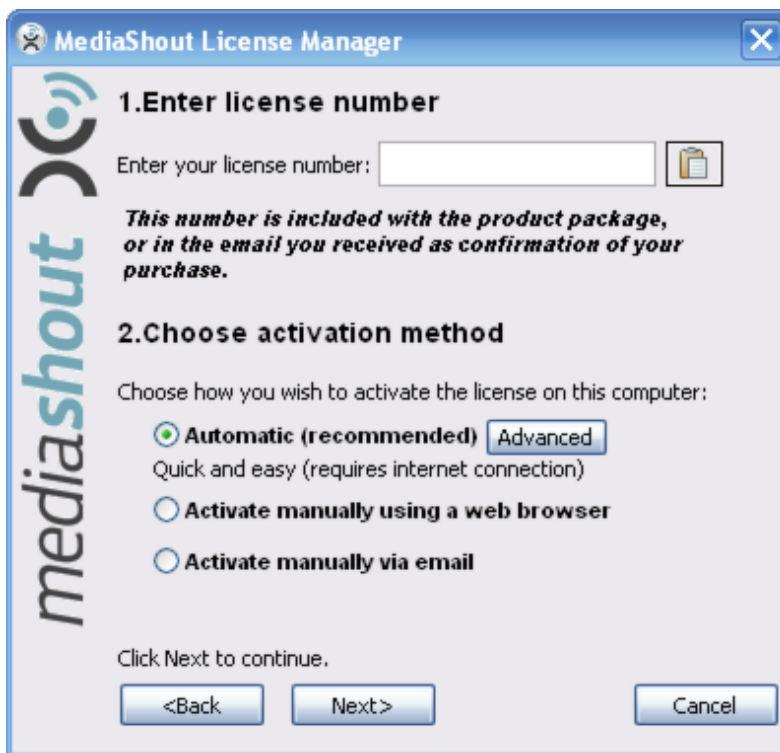 MediaShout License Manager
1.Enter license number
Enter your license number:
This number is included with the product package,
or in the email you received as confirmation of your
purchase.
2.Choose activation method
Choose how you wish to activate the license on this computer:
Automatic (recommended) Advanced
Quick and easy (requires internet connection)
Activate manually using a web browser
Activate manually via email
Click Next to continue.
<Back Next> Cancel
mediashout